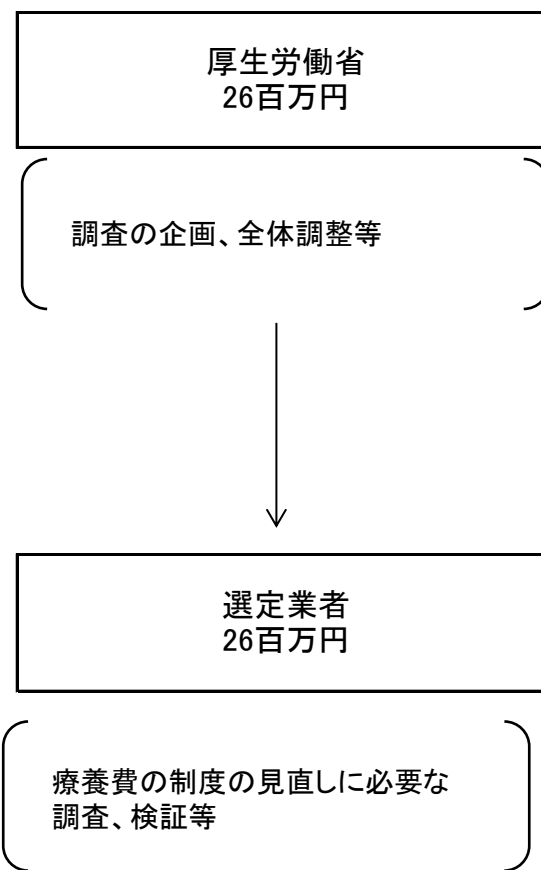 厚生労働省
26百万円
調査の企画、全体調整等
選定業者
26百万円
療養費の制度の見直しに必要な
調査、検証等